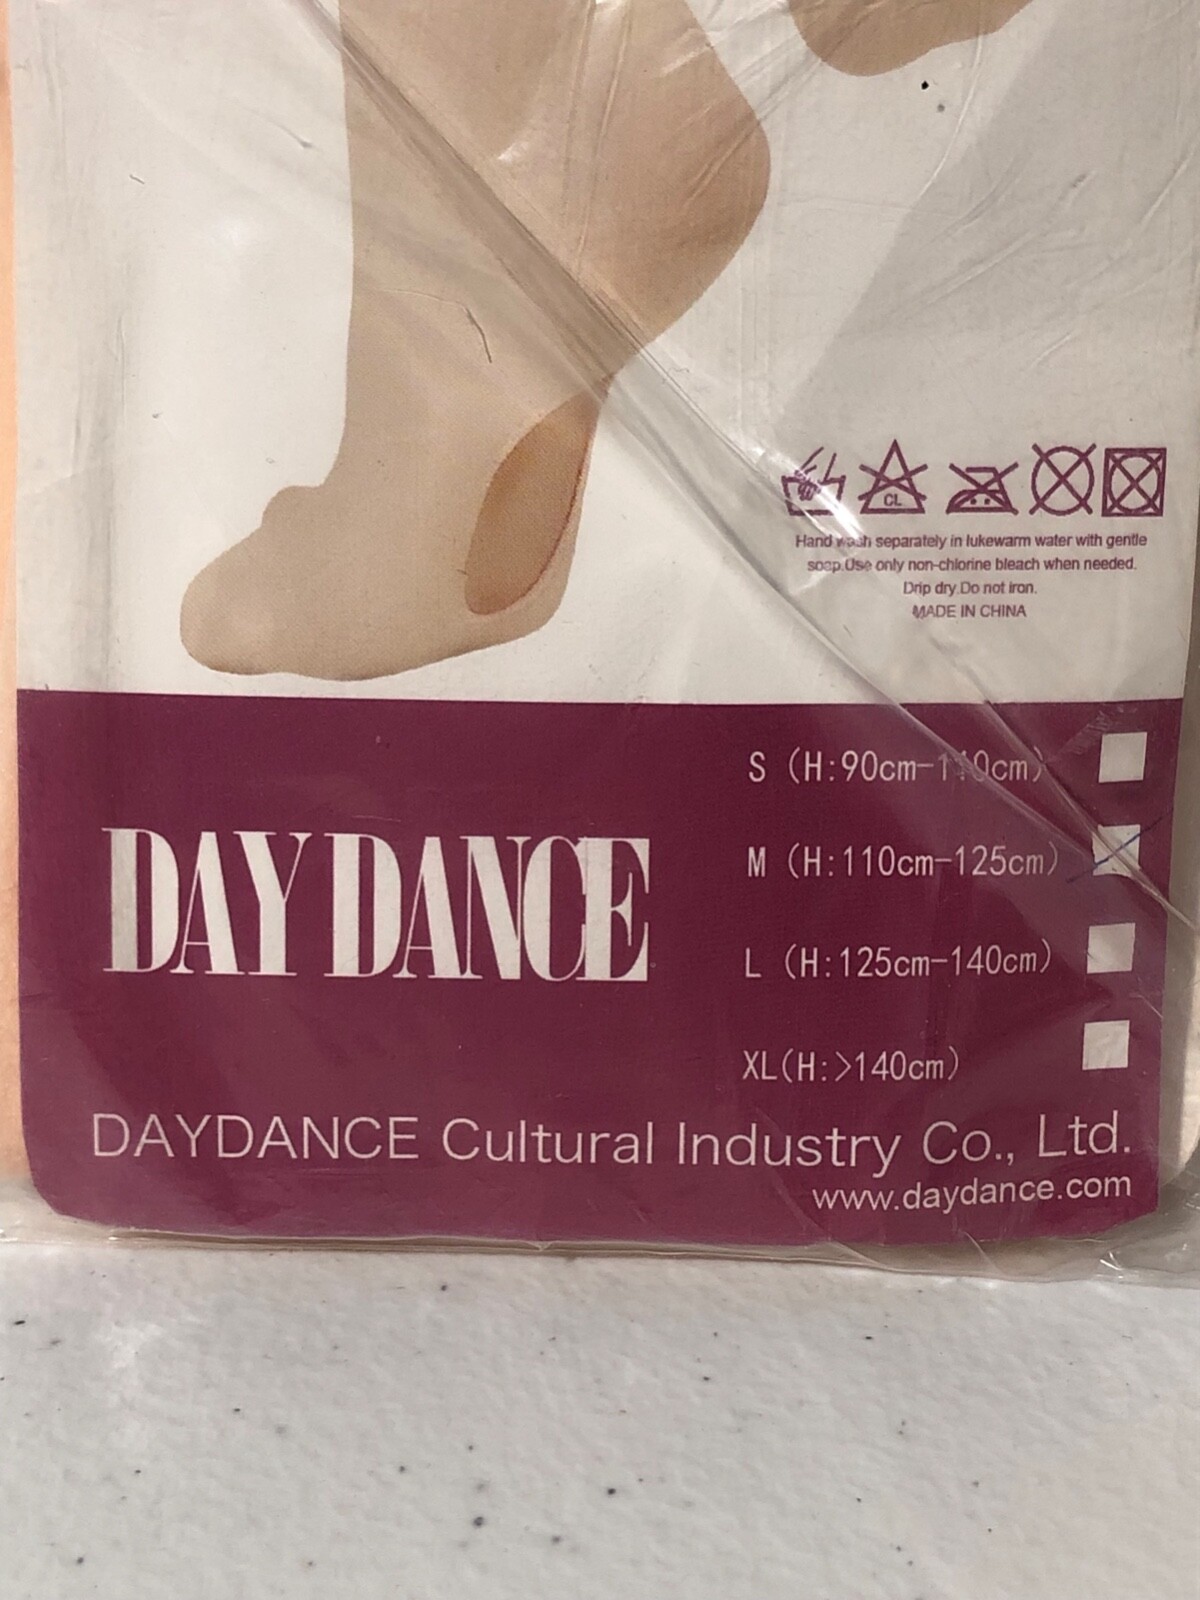 CL
Hand wash separately in lukewarm water with gentle
soap.Use only non-chlorine bleach when needed.
Drip dry.Do not iron.
MADE IN CHINA
S (H:90cm-110cm)
M (H:110cm-125cm)
L (H:125cm-140cm)
XL(H:>140cm)
DAY DANCE
DAYDANCE Cultural Industry Co., Ltd.
www.daydance.com